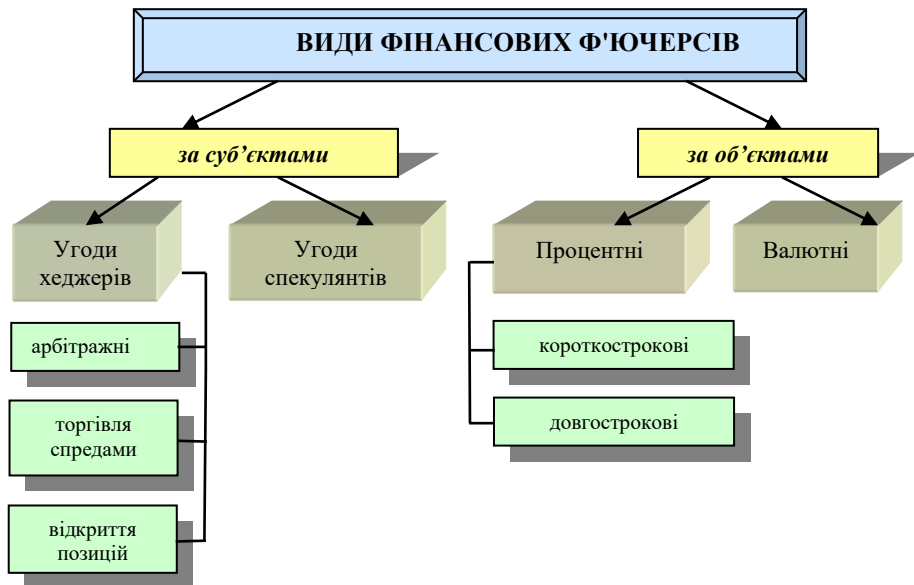 ВИДИ ФІНАНСОВИХ Ф'ЮЧЕРСІВ
за суб’єктами
за об’єктами
Угоди
хеджерів
Угоди
спекулянтів
Процентні
Валютні
арбітражні
торгівля
спредами
відкриття
позицій
короткострокові
довгострокові